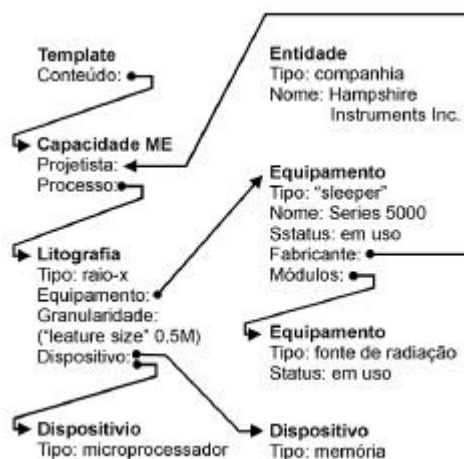 Template
Conteúdo:
Capacidade ME
Projetista:
Processo:
Litografia
Tipo: raio-x
Equipamento:
Granularidade:
("leature size" 0.5M)
Dispositivo:
Dispositivio
Tipo: microprocessador
Entidade
Tipo: companhia
Nome: Hampshire
Instruments Inc.
Equipamento
Tipo: "sleeper"
Nome: Series 5000
Sstatus: em uso
Fabricante:
Módulos:
Equipamento
Tipo: fonte de radiação
Status: em uso
Dispositivo
Tipo: memória